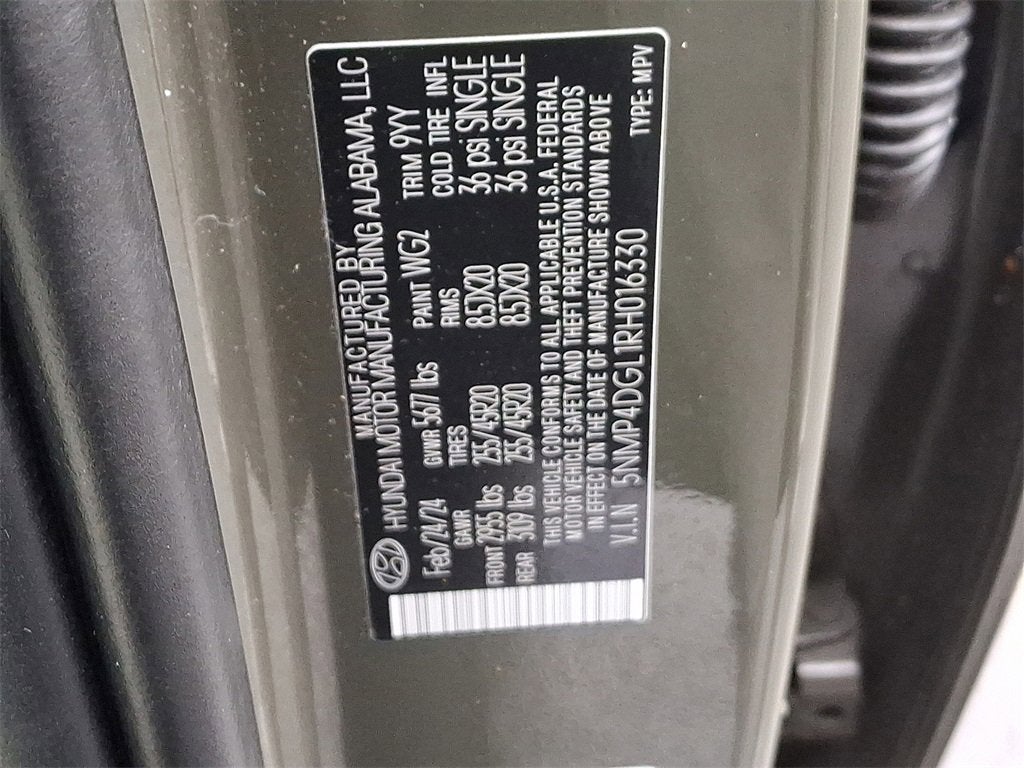 MANUFACTURED BY
HYUNDAI MOTOR MANUFACTURING ALABAMA, LLC
Feb/24/24 GVWR 5677 lbs PAINT WG2 TRIM 9YY
GAWR TIRES RIMS COLD TIRE INFL
FRONT 2955 lbs 255/45R20 8.5JX20 36 psi SINGLE
REAR 3109 lbs 255/45R20 8.5JX20 36 psi SINGLE
THIS VEHICLE CONFORMS TO ALL APPLICABLE U.S.A. FEDERAL
MOTOR VEHICLE SAFETY AND THEFT PREVENTION STANDARDS
IN EFFECT ON THE DATE OF MANUFACTURE SHOWN ABOVE
V.I.N 5NMP4DGL1RH016330 TYPE: MPV